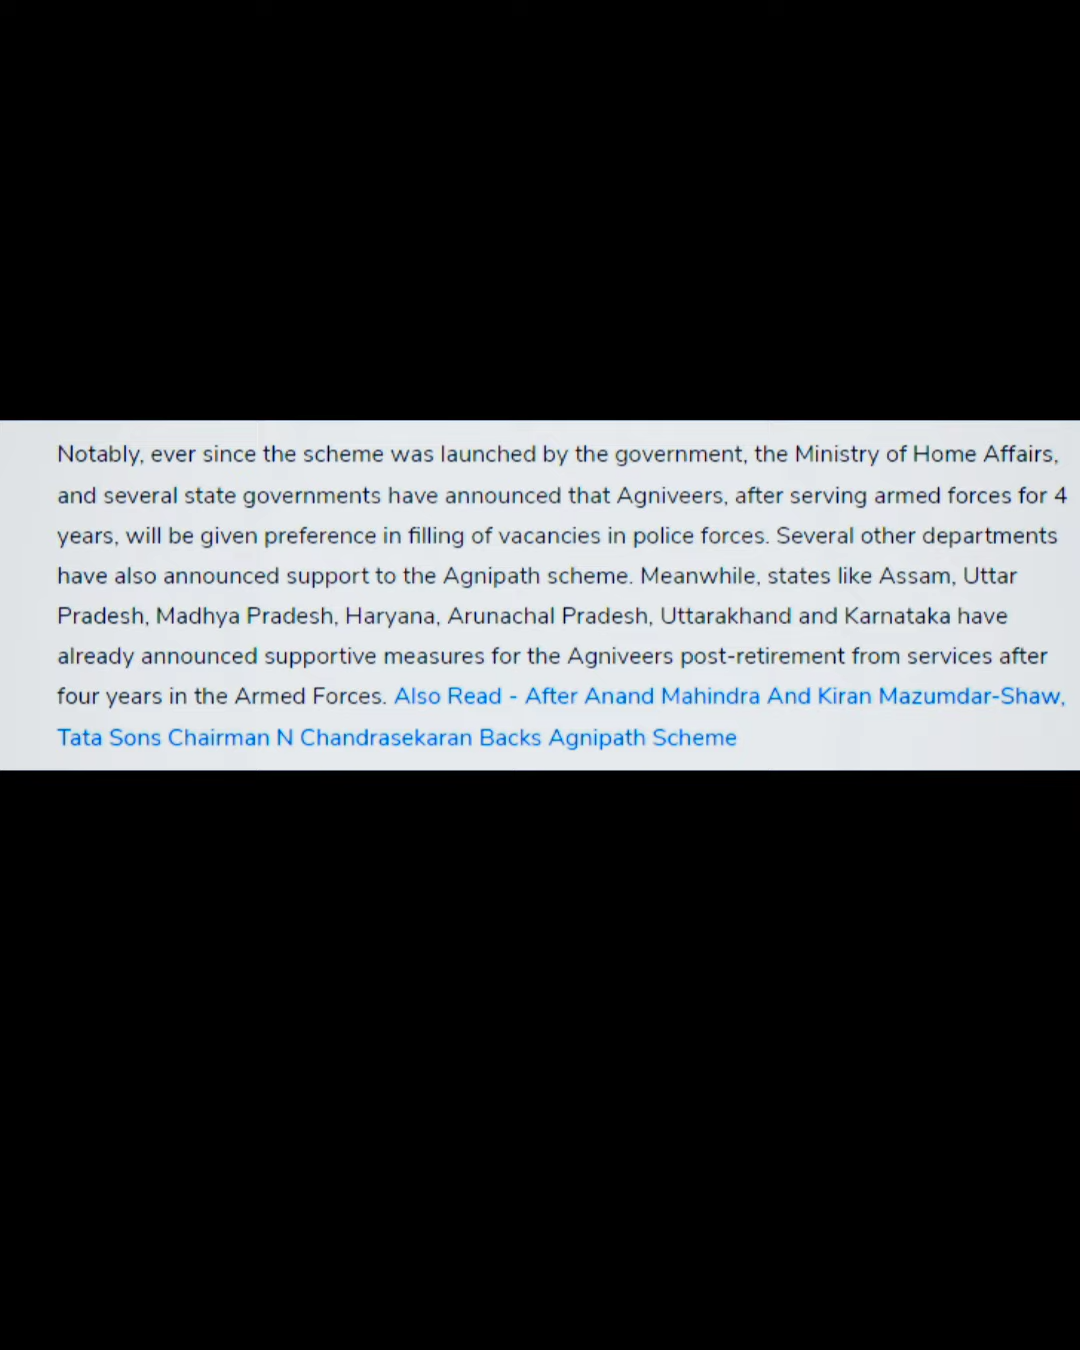 Notably, ever since the scheme was launched by the government, the Ministry of Home Affairs,
and several state governments have announced that Agniveers, after serving armed forces for 4
years, will be given preference in filling of vacancies in police forces. Several other departments
have also announced support to the Agnipath scheme. Meanwhile, states like Assam, Uttar
Pradesh, Madhya Pradesh, Haryana, Arunachal Pradesh, Uttarakhand and Karnataka have
already announced supportive measures for the Agniveers post-retirement from services after
four years in the Armed Forces. Also Read - After Anand Mahindra And Kiran Mazumdar-Shaw,
Tata Sons Chairman N Chandrasekaran Backs Agnipath Scheme